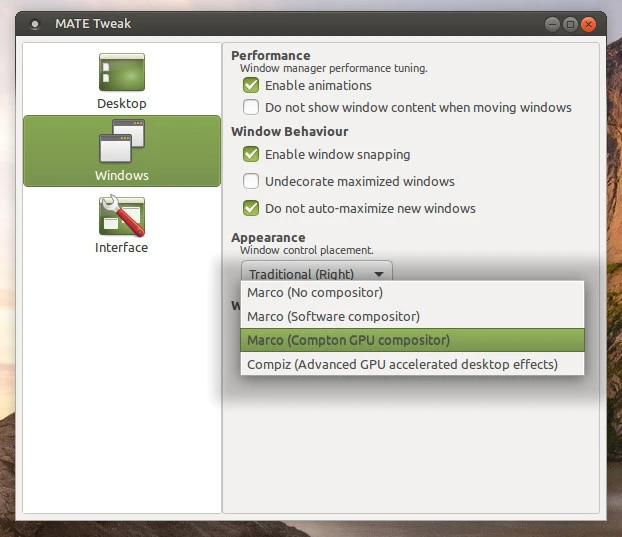 MATE Tweak
Desktop
Windows
Interface
Performance
Window manager performance tuning.
Enable animations
Do not show window content when moving windows
Window Behaviour
Enable window snapping
Undecorate maximized windows
Do not auto-maximize new windows
Appearance
Window control placement.
Traditional (Right)
Marco (No compositor)
Marco (Software compositor)
Marco (Compton GPU compositor)
Compiz (Advanced GPU accelerated desktop effects)